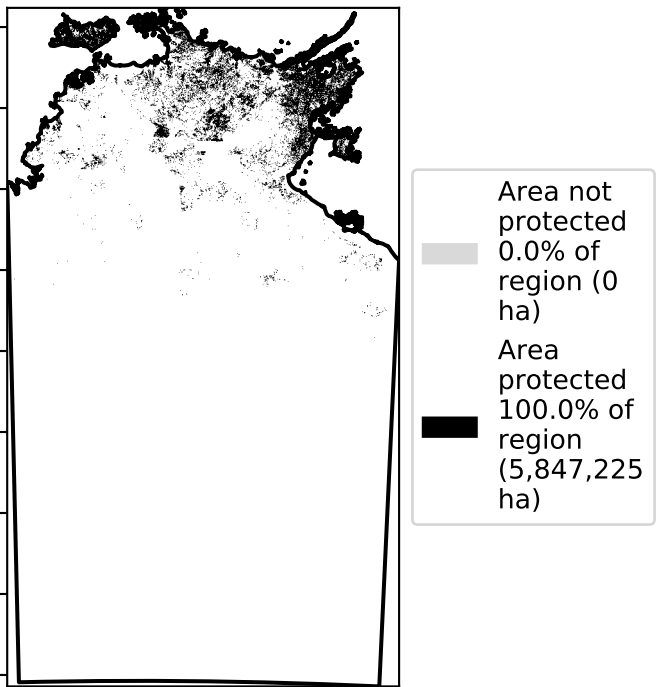 Area not
protected
0.0% of
region (0
ha)
Area
protected
100.0% of
region
(5,847,225
ha)